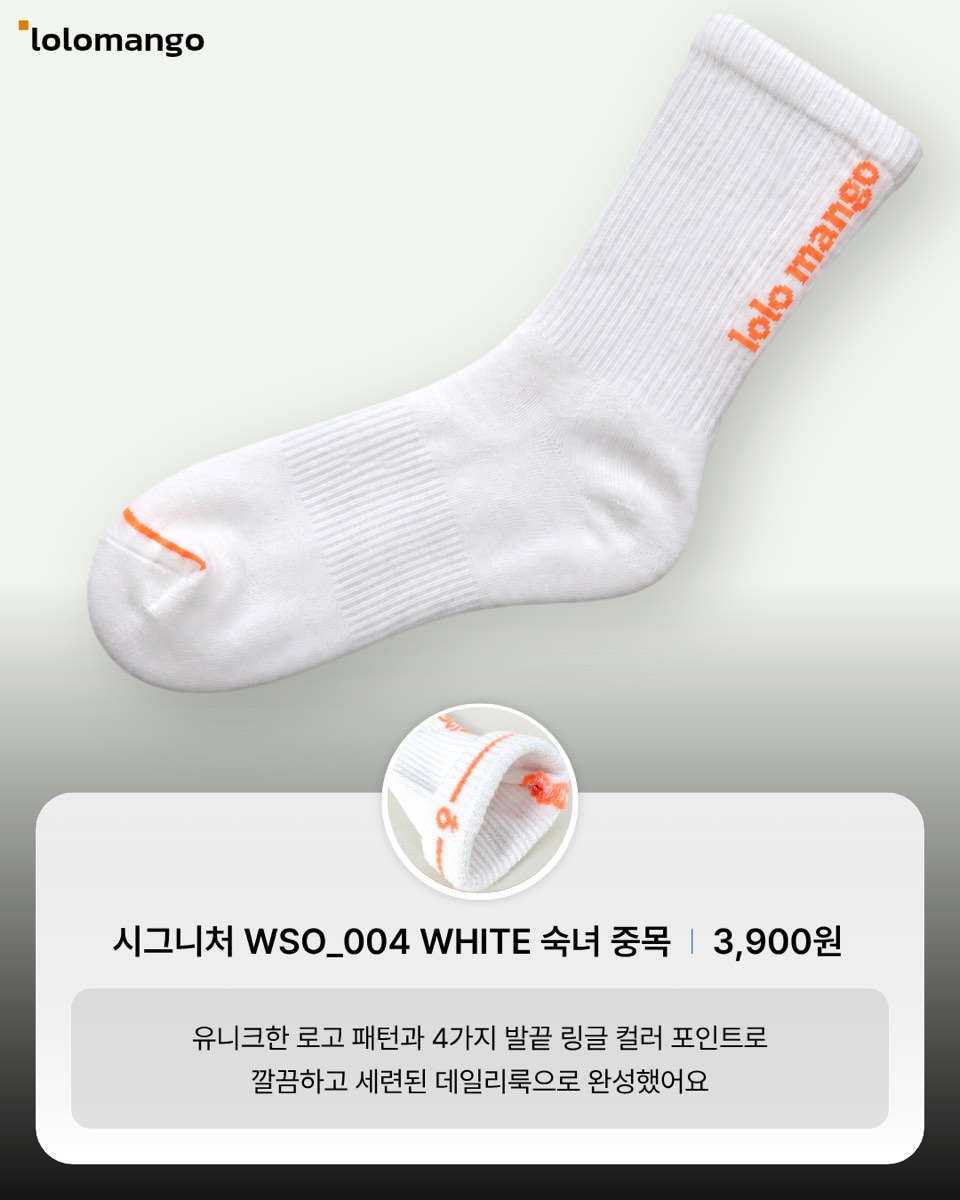 lolomango
lolo mango
시그니처 WSO_004 WHITE 숙녀 중목 | 3,900원
유니크한 로고 패턴과 4가지 발끝 링글 컬러 포인트로
깔끔하고 세련된 데일리룩으로 완성했어요